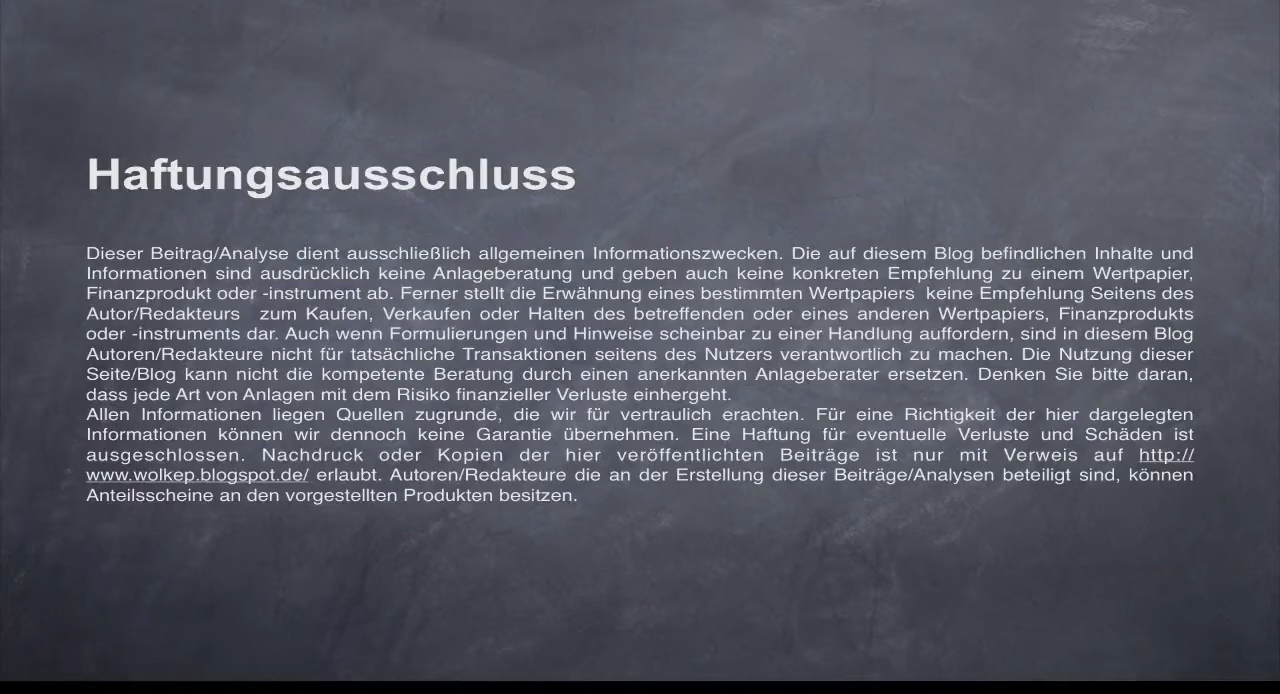 Haftungsausschluss
Dieser Beitrag/Analyse dient ausschließlich allgemeinen Informationszwecken. Die auf diesem Blog befindlichen Inhalte und
Informationen sind ausdrücklich keine Anlageberatung und geben auch keine konkreten Empfehlung zu einem Wertpapier,
Finanzprodukt oder -instrument ab. Ferner stellt die Erwähnung eines bestimmten Wertpapiers keine Empfehlung Seitens des
Autor/Redakteurs zum Kaufen, Verkaufen oder Halten des betreffenden oder eines anderen Wertpapiers, Finanzprodukts
oder -instruments dar. Auch wenn Formulierungen und Hinweise scheinbar zu einer Handlung auffordern, sind in diesem Blog
Autoren/Redakteure nicht für tatsächliche Transaktionen seitens des Nutzers verantwortlich zu machen. Die Nutzung dieser
Seite/Blog kann nicht die kompetente Beratung durch einen anerkannten Anlageberater ersetzen. Denken Sie bitte daran,
dass jede Art von Anlagen mit dem Risiko finanzieller Verluste einhergeht.
Allen Informationen liegen Quellen zugrunde, die wir für vertraulich erachten. Für eine Richtigkeit der hier dargelegten
Informationen können wir dennoch keine Garantie übernehmen. Eine Haftung für eventuelle Verluste und Schäden ist
ausgeschlossen. Nachdruck oder Kopien der hier veröffentlichten Beiträge ist nur mit Verweis auf http://
www.wolkep.blogspot.de/ erlaubt. Autoren/Redakteure die an der Erstellung dieser Beiträge/Analysen beteiligt sind, können
Anteilsscheine an den vorgestellten Produkten besitzen.